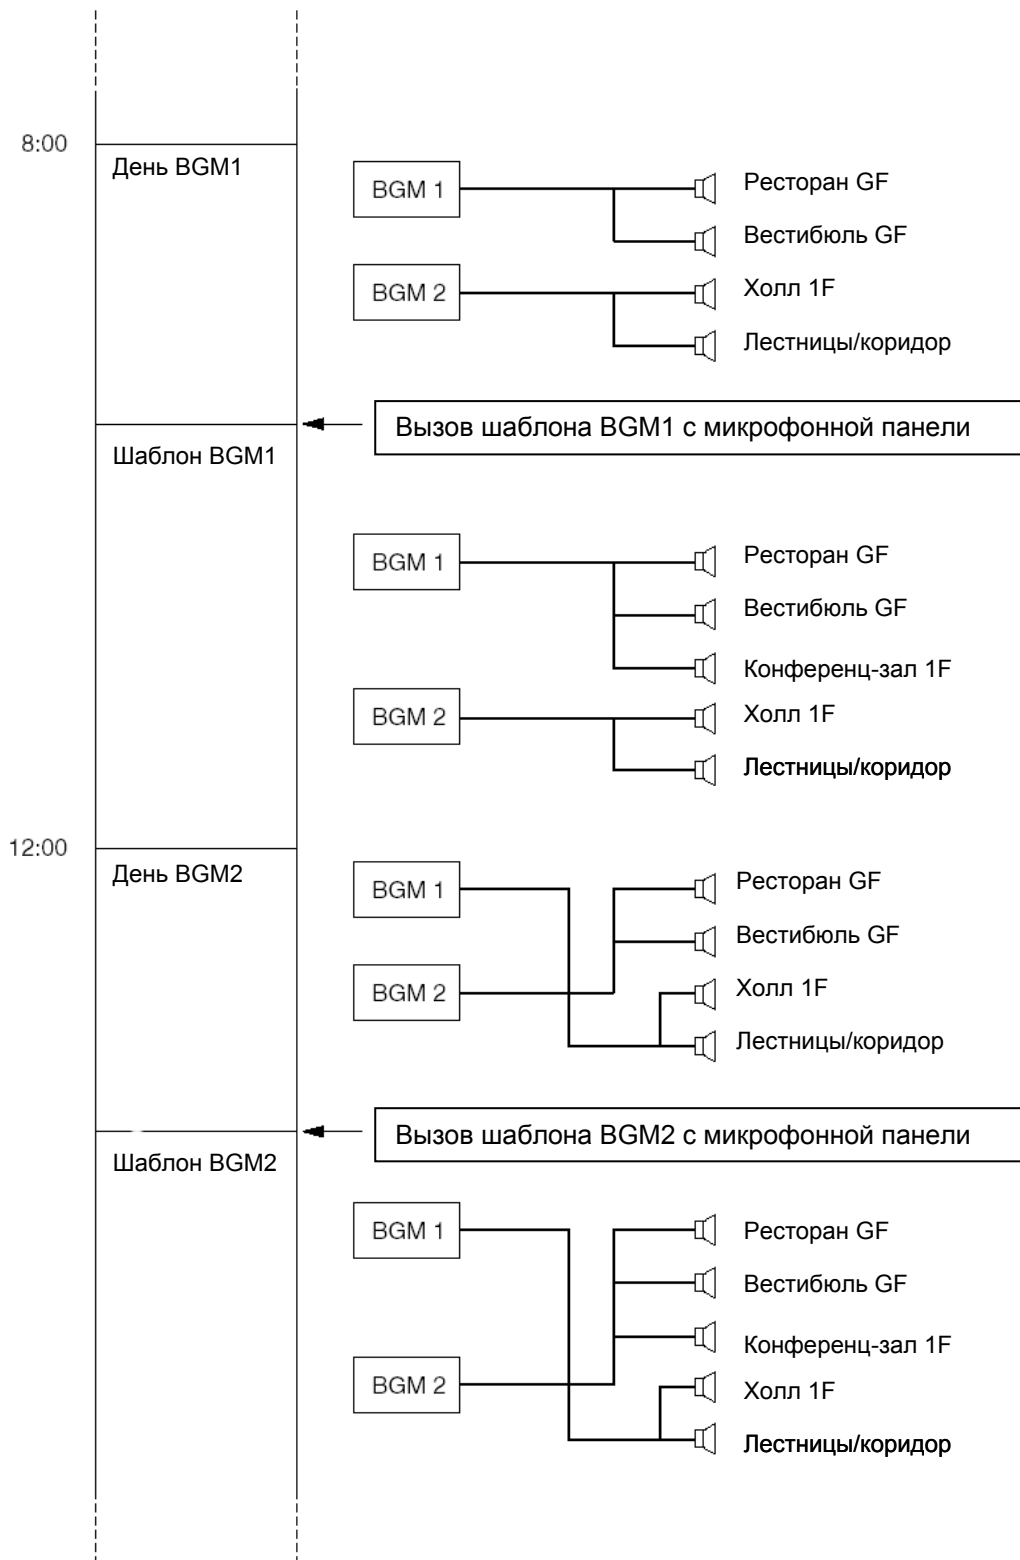 8:00
День BGM1
BGM 1
Ресторан GF
Вестибюль GF
BGM 2
Холл 1F
Лестницы/коридор
Вызов шаблона BGM1 с микрофонной панели
Шаблон BGM1
BGM 1
Ресторан GF
Вестибюль GF
Конференц-зал 1F
BGM 2
Холл 1F
Лестницы/коридор
12:00
День BGM2
BGM 1
Ресторан GF
Вестибюль GF
BGM 2
Холл 1F
Лестницы/коридор
Вызов шаблона BGM2 с микрофонной панели
Шаблон BGM2
BGM 1
Ресторан GF
Вестибюль GF
Конференц-зал 1F
BGM 2
Холл 1F
Лестницы/коридор